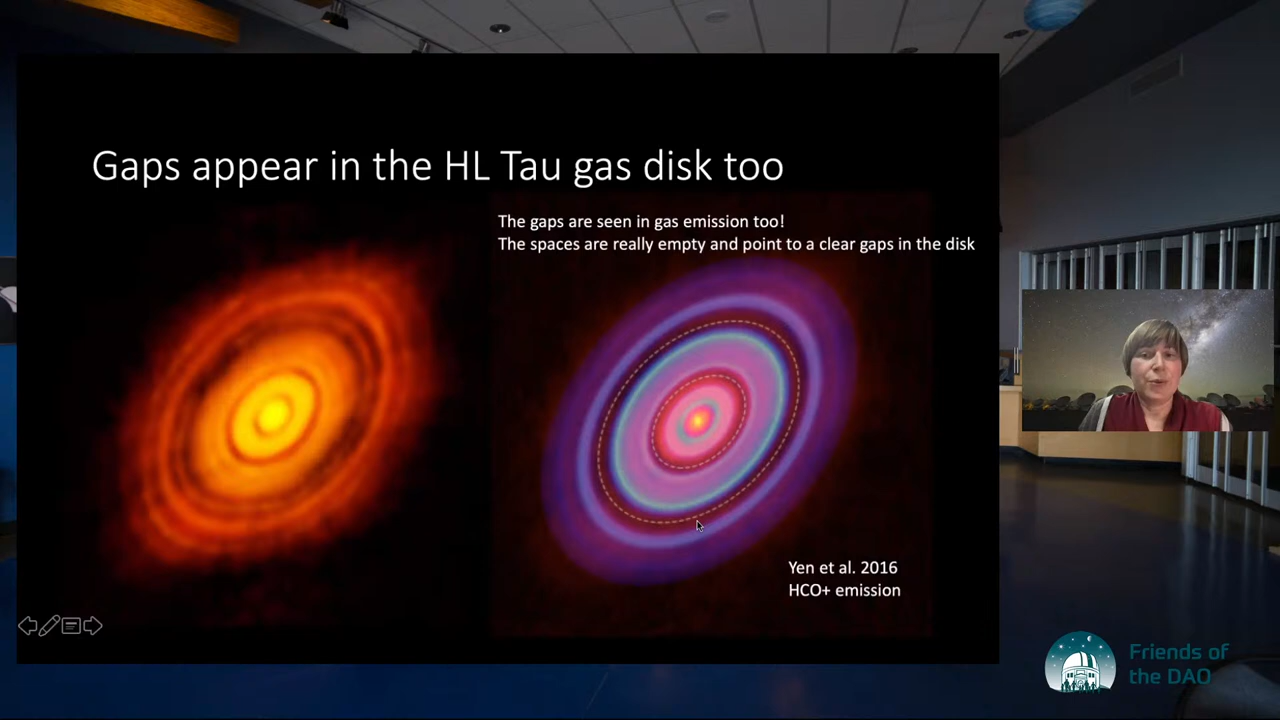 Gaps appear in the HL Tau gas disk too
The gaps are seen in gas emission too!
The spaces are really empty and point to a clear gaps in the disk
Yen et al. 2016
HCO+ emission
Friends of
the DAO